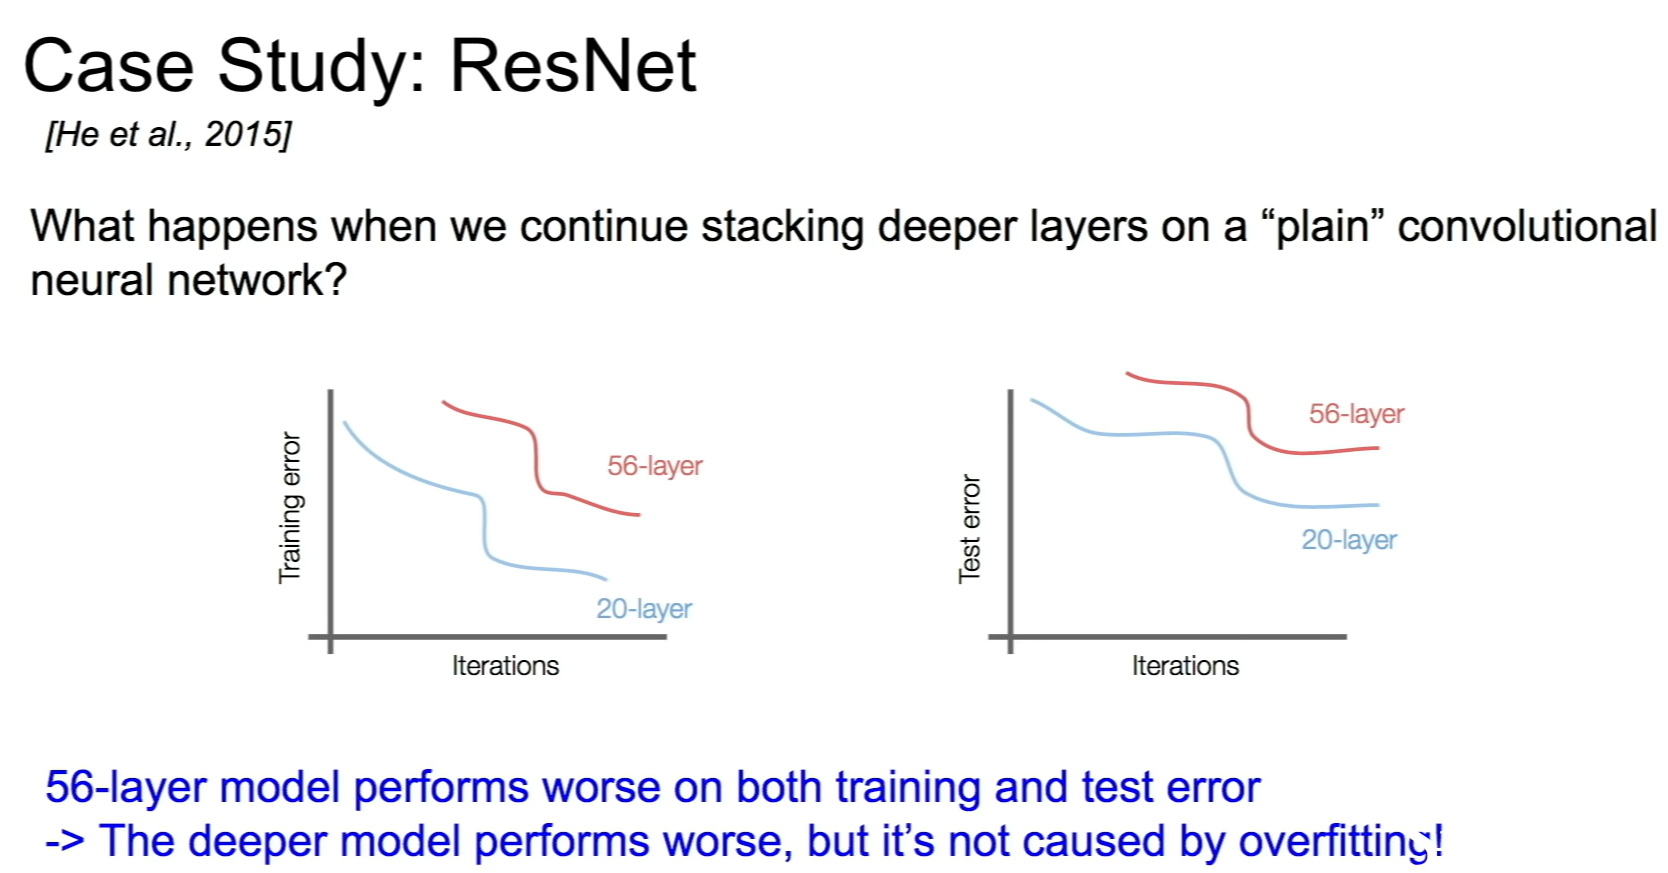 Case Study: ResNet
[He et al., 2015]
What happens when we continue stacking deeper layers on a “plain” convolutional
neural network?
Training error
56-layer
20-layer
Iterations
Test error
56-layer
20-layer
Iterations
56-layer model performs worse on both training and test error
-> The deeper model performs worse, but it’s not caused by overfitting!